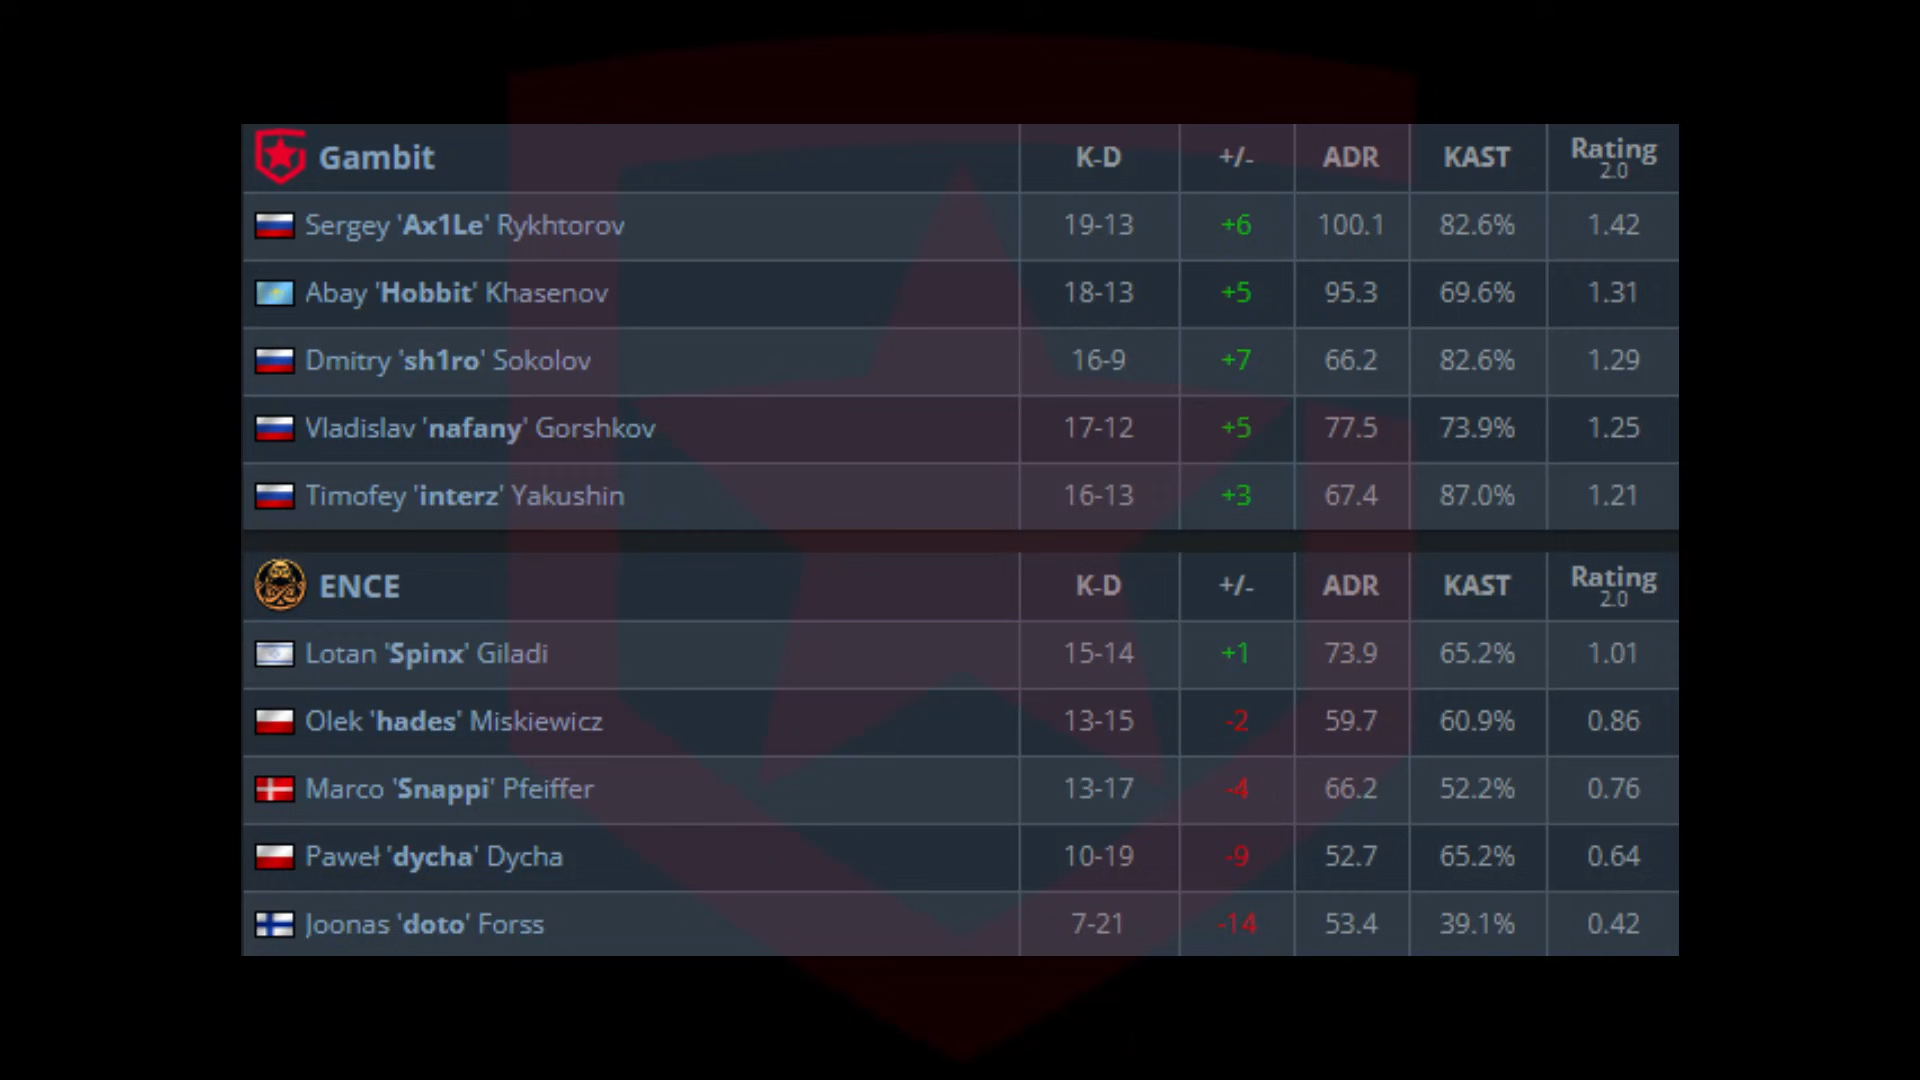 Gambit K-D +/- ADR KAST Rating 2.0
Sergey 'Ax1Le' Rykhtorov 19-13 +6 100.1 82.6% 1.42
Abay 'Hobbit' Khasenov 18-13 +5 95.3 69.6% 1.31
Dmitry 'sh1ro' Sokolov 16-9 +7 66.2 82.6% 1.29
Vladislav 'nafany' Gorshkov 17-12 +5 77.5 73.9% 1.25
Timofey 'interz' Yakushin 16-13 +3 67.4 87.0% 1.21
ENCE K-D +/- ADR KAST Rating 2.0
Lotan 'Spinx' Giladi 15-14 +1 73.9 65.2% 1.01
Olek 'hades' Miskiewicz 13-15 -2 59.7 60.9% 0.86
Marco 'Snappi' Pfeiffer 13-17 -4 66.2 52.2% 0.76
Paweł 'dycha' Dycha 10-19 -9 52.7 65.2% 0.64
Joonas 'doto' Forss 7-21 -14 53.4 39.1% 0.42